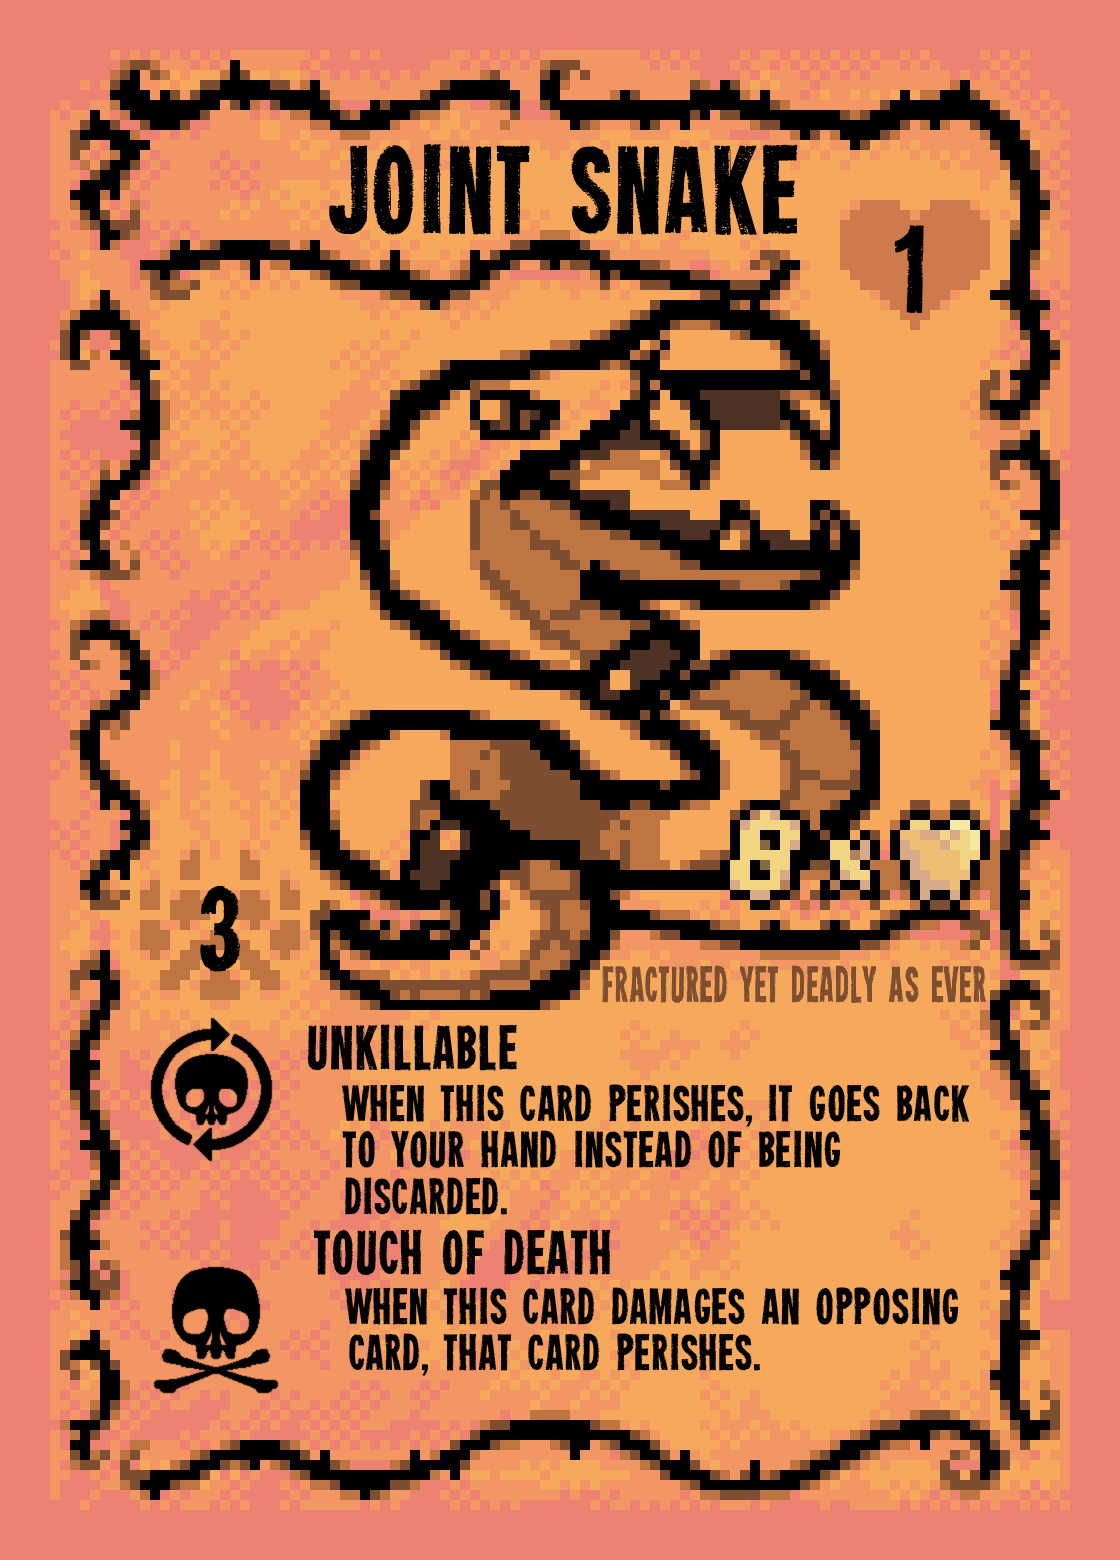 JOINT SNAKE
1
8 x
3
FRACTURED YET DEADLY AS EVER
UNKILLABLE
WHEN THIS CARD PERISHES, IT GOES BACK
TO YOUR HAND INSTEAD OF BEING
DISCARDED.
TOUCH OF DEATH
WHEN THIS CARD DAMAGES AN OPPOSING
CARD, THAT CARD PERISHES.